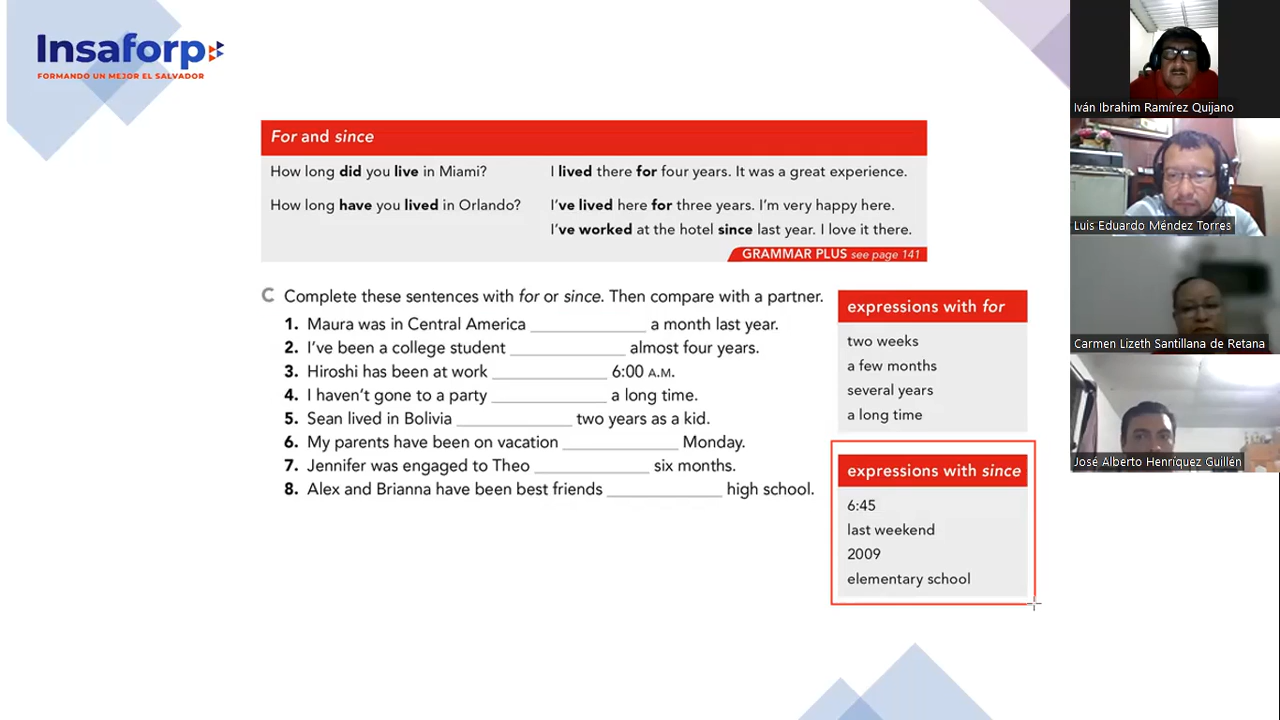 Insaforp
FORMANDO UN MEJOR EL SALVADOR
For and since
How long did you live in Miami? I lived there for four years. It was a great experience.
How long have you lived in Orlando? I've lived here for three years. I'm very happy here.
I've worked at the hotel since last year. I love it there.
GRAMMAR PLUS see page 141
C Complete these sentences with for or since. Then compare with a partner.
1. Maura was in Central America ____________ a month last year.
2. I've been a college student ____________ almost four years.
3. Hiroshi has been at work ____________ 6:00 A.M.
4. I haven't gone to a party ____________ a long time.
5. Sean lived in Bolivia ____________ two years as a kid.
6. My parents have been on vacation ____________ Monday.
7. Jennifer was engaged to Theo ____________ six months.
8. Alex and Brianna have been best friends ____________ high school.
expressions with for
two weeks
a few months
several years
a long time
expressions with since
6:45
last weekend
2009
elementary school
Iván Ibrahim Ramírez Quijano
Luis Eduardo Méndez Torres
Carmen Lizeth Santillana de Retana
José Alberto Henríquez Guillén